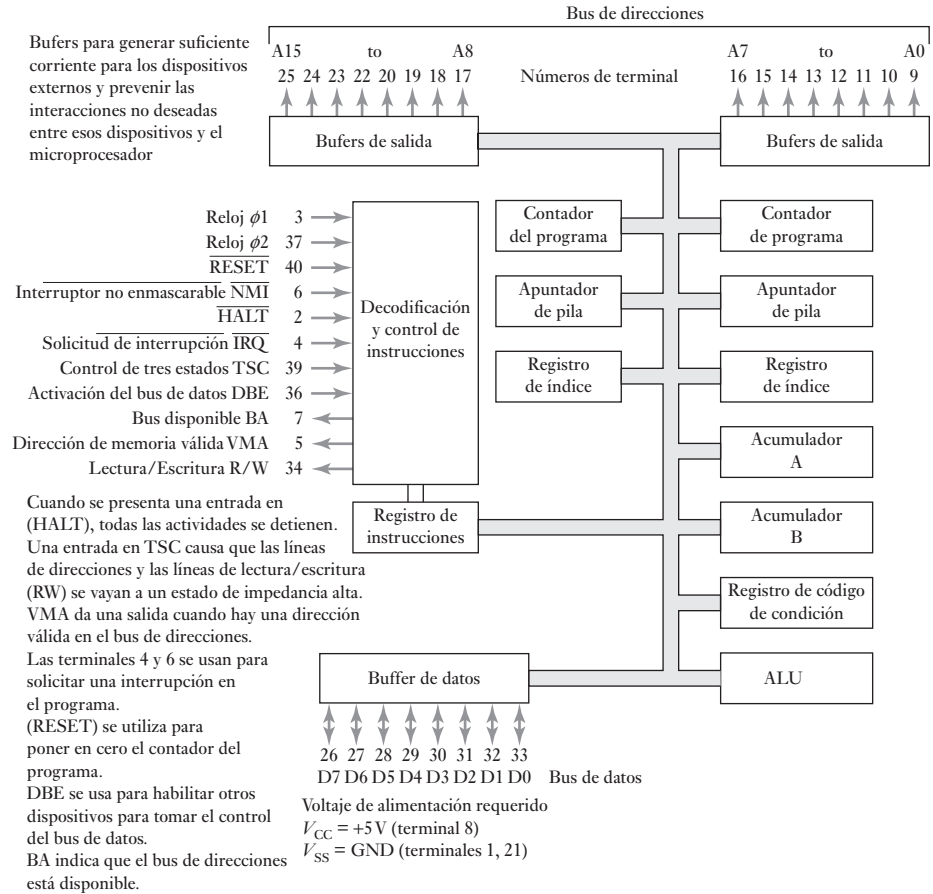 Bus de direcciones
Bufers para generar suficiente
corriente para los dispositivos
externos y prevenir las
interacciones no deseadas
entre esos dispositivos y el
microprocesador
A15 to A8
25 24 23 22 20 19 18 17
Números de terminal
A7 to A0
16 15 14 13 12 11 10 9
Bufers de salida
Bufers de salida
Reloj ϕ1 3
Reloj ϕ2 37
RESET 40
Interruptor no enmascarable NMI 6
HALT 2
Solicitud de interrupción IRQ 4
Control de tres estados TSC 39
Activación del bus de datos DBE 36
Bus disponible BA 7
Dirección de memoria válida VMA 5
Lectura/Escritura R/W 34
Decodificación
y control de
instrucciones
Registro de
instrucciones
Contador
del programa
Contador
de programa
Apuntador
de pila
Apuntador
de pila
Registro
de índice
Registro
de índice
Acumulador
A
Acumulador
B
Registro de código
de condición
ALU
Cuando se presenta una entrada en
(HALT), todas las actividades se detienen.
Una entrada en TSC causa que las líneas
de direcciones y las líneas de lectura/escritura
(RW) se vayan a un estado de impedancia alta.
VMA da una salida cuando hay una dirección
válida en el bus de direcciones.
Las terminales 4 y 6 se usan para
solicitar una interrupción en
el programa.
(RESET) se utiliza para
poner en cero el contador del
programa.
DBE se usa para habilitar otros
dispositivos para tomar el control
del bus de datos.
BA indica que el bus de direcciones
está disponible.
Buffer de datos
26 27 28 29 30 31 32 33
D7 D6 D5 D4 D3 D2 D1 D0 Bus de datos
Voltaje de alimentación requerido
VCC = +5 V (terminal 8)
VSS = GND (terminales 1, 21)